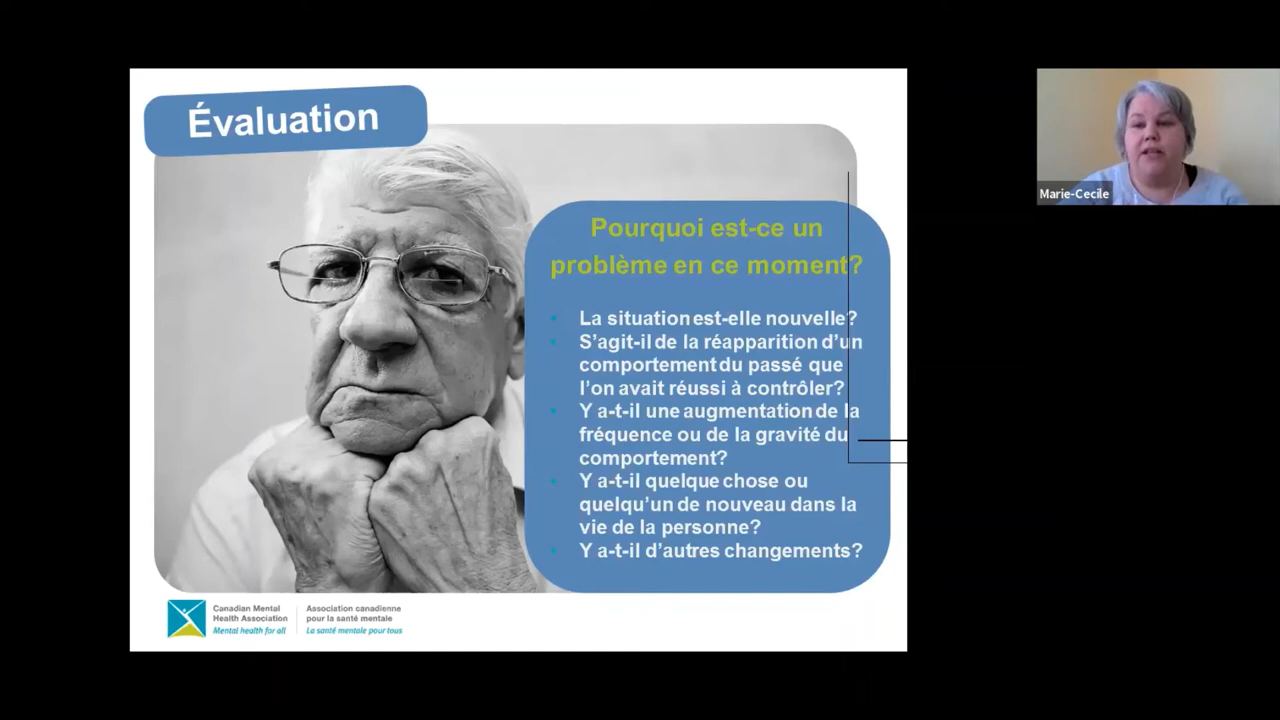 Évaluation
Pourquoi est-ce un
problème en ce moment?
La situation est-elle nouvelle?
S’agit-il de la réapparition d’un
comportement du passé que
l’on avait réussi à contrôler?
Y a-t-il une augmentation de la
fréquence ou de la gravité du
comportement?
Y a-t-il quelque chose ou
quelqu’un de nouveau dans la
vie de la personne?
Y a-t-il d’autres changements?
Canadian Mental
Health Association
Mental health for all
Association canadienne
pour la santé mentale
La santé mentale pour tous
Marie-Cecile